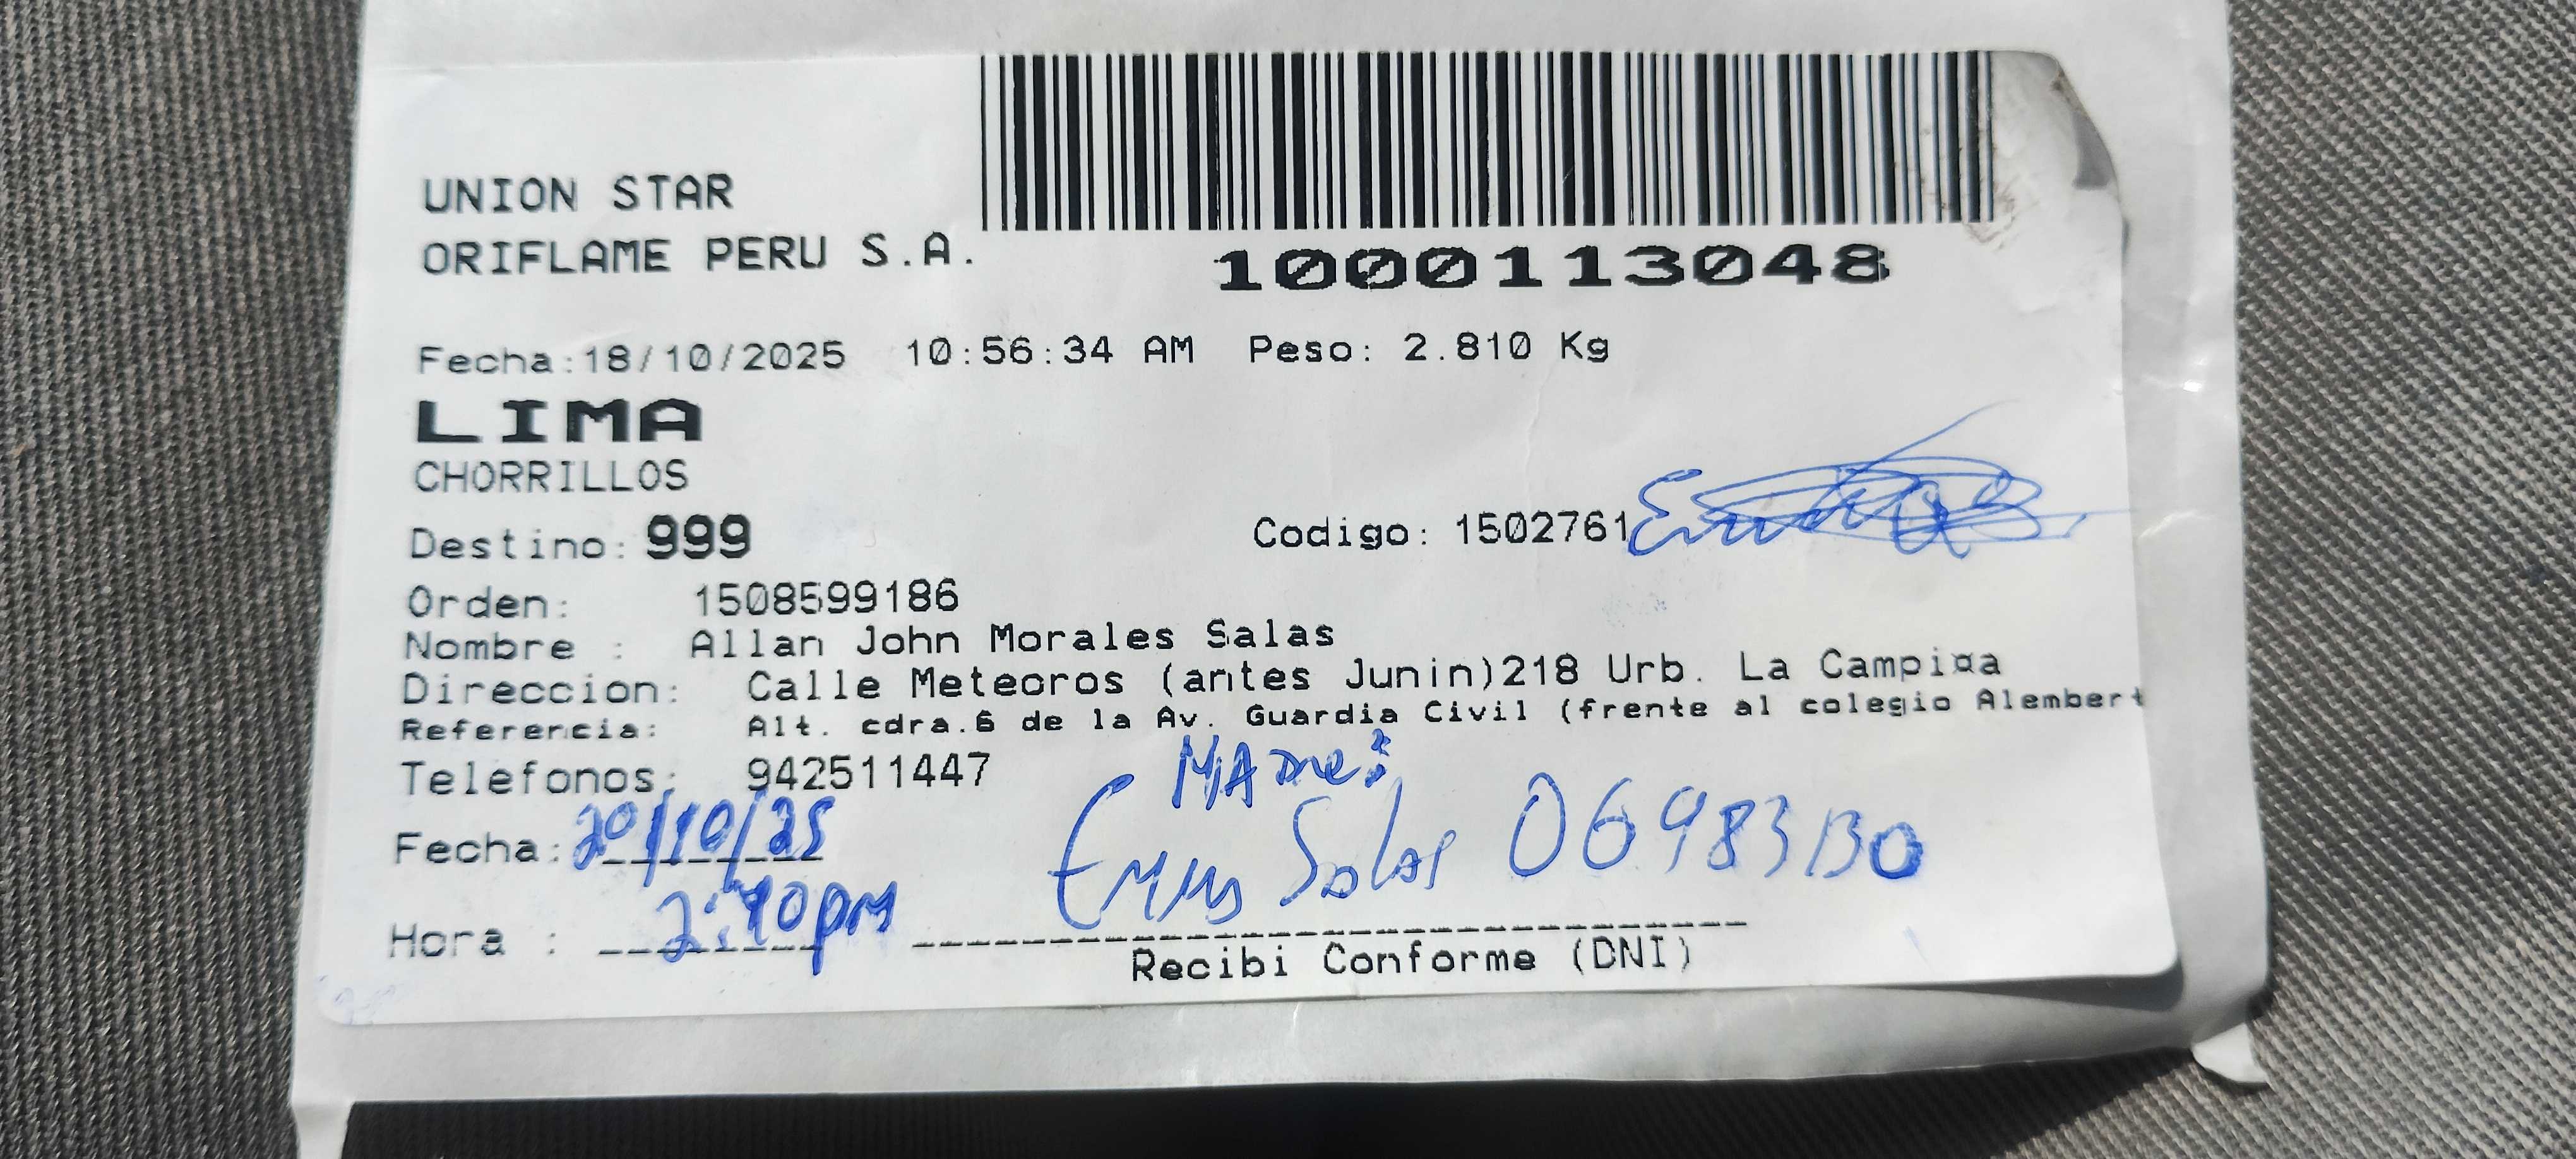 UNION STAR
ORIFLAME PERU S.A.
1000113048
Fecha:18/10/2025 10:56:34 AM Peso: 2.810 Kg
LIMA
CHORRILLOS
Destino: 999 Codigo: 1502761
Orden: 1508599186
Nombre : Allan John Morales Salas
Direccion: Calle Meteoros (antes Junin)218 Urb. La Campiña
Referencia: Alt. cdra.6 de la Av. Guardia Civil (frente al colegio Alembert
Telefonos: 942511447
MADRE:
Fecha: 20/10/25 Salas
Hora : 2:40pm
Recibi Conforme (DNI)